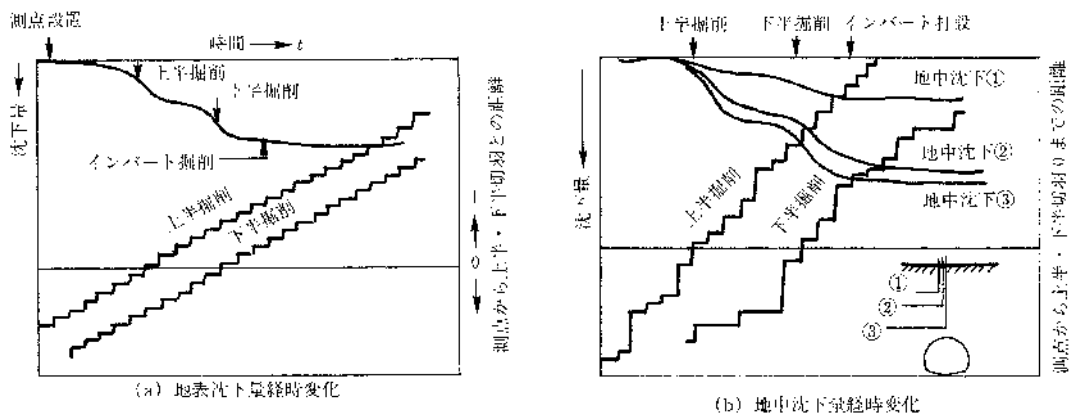 測点設置
時間 → t
沈下量
上半掘削
下半掘削
インバート掘削
上半掘削
下半掘削
測点から上半・下半切羽との距離
− ← 0 →
(a) 地表沈下量経時変化
上半掘削
下半掘削
インバート打設
沈下量
地中沈下①
地中沈下②
地中沈下③
上半掘削
下半掘削
①
②
③
測点から上半・下半切羽りまでの距離
(b) 地中沈下量経時変化